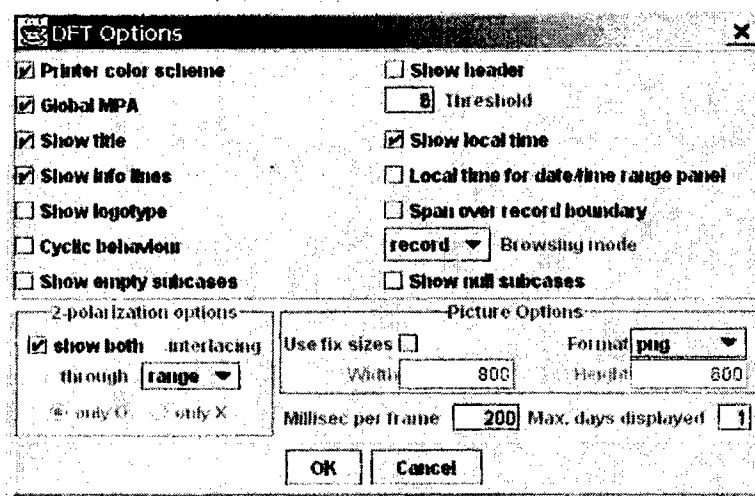 DFT Options
Printer color scheme
Show header
Global MPA
8 Threshold
Show title
Show local time
Show info lines
Local time for date/time range panel
Show logotype
Span over record boundary
Cyclic behaviour
record Browsing mode
Show empty subcases
Show null subcases
2-polarization options
Picture Options
show both interlacing
Use fix sizes
Format png
through range
Width 800
Height 600
only O only X
Millisec per frame 200 Max. days displayed 1
OK Cancel